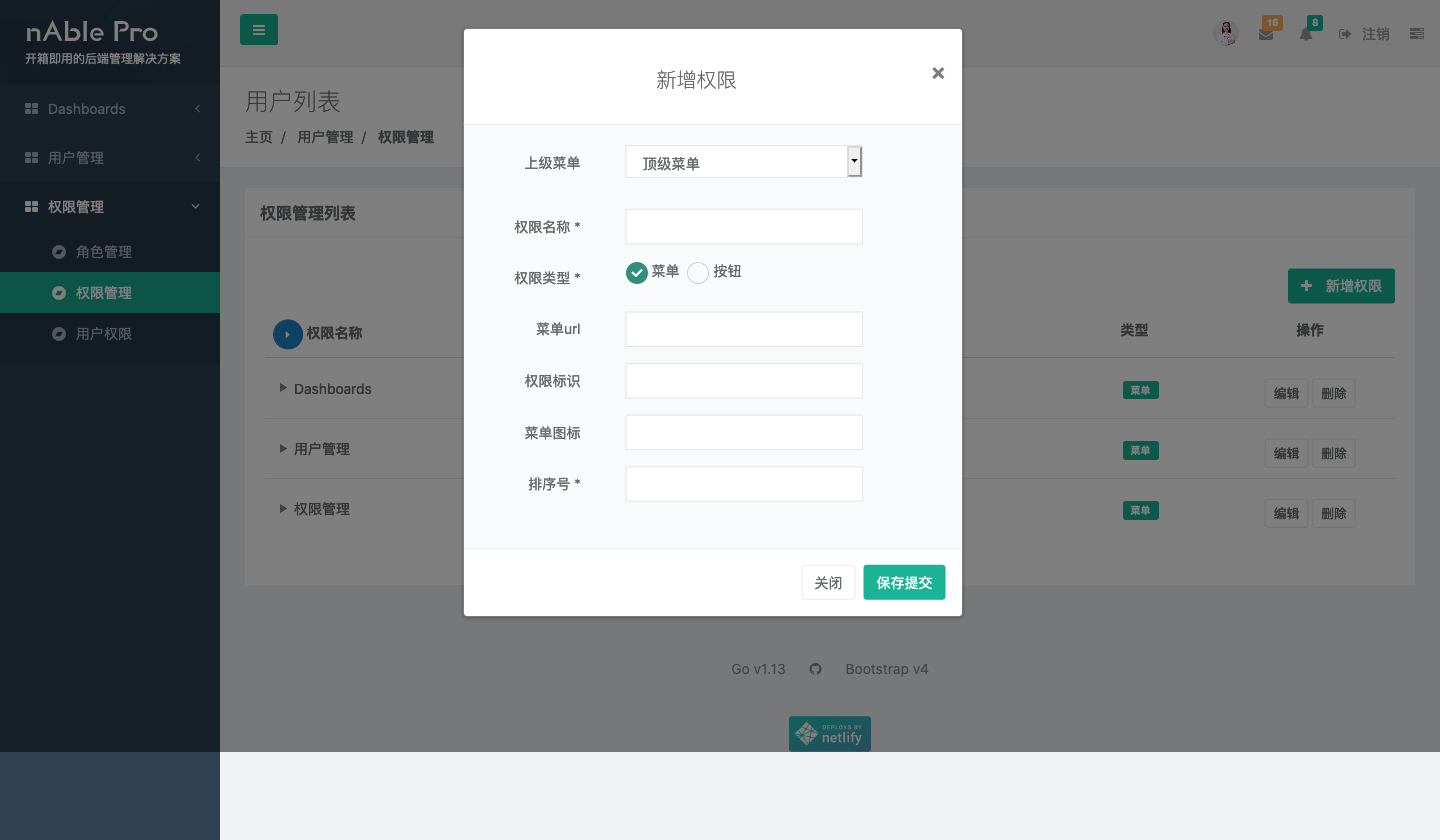 nAble Pro
开箱即用的后端管理解决方案
Dashboards
用户管理
权限管理
角色管理
权限管理
用户权限
16
8
注销
用户列表
主页 / 用户管理 / 权限管理
权限管理列表
新增权限
权限名称
类型
操作
Dashboards
菜单
编辑
删除
用户管理
菜单
编辑
删除
权限管理
菜单
编辑
删除
新增权限
×
上级菜单
顶级菜单
权限名称 *
权限类型 *
菜单
按钮
菜单url
权限标识
菜单图标
排序号 *
关闭
保存提交
Go v1.13
Bootstrap v4
DEPLOYS BY
netlify